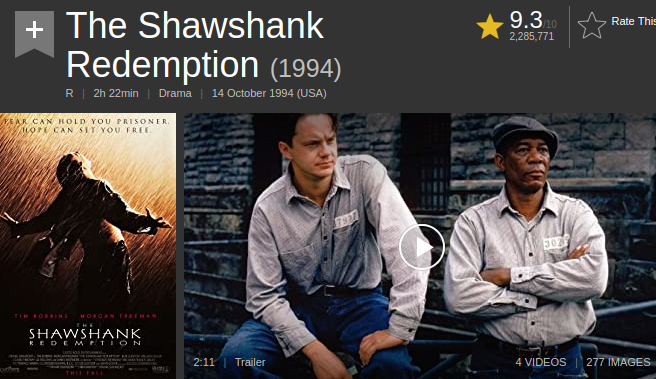 The Shawshank
Redemption (1994)
R | 2h 22min | Drama | 14 October 1994 (USA)
9.3/10
2,285,771
Rate This
FEAR CAN HOLD YOU PRISONER.
HOPE CAN SET YOU FREE.
TIM ROBBINS MORGAN FREEMAN
THE
SHAWSHANK
REDEMPTION
THIS FALL
2:11 | Trailer
4 VIDEOS | 277 IMAGES